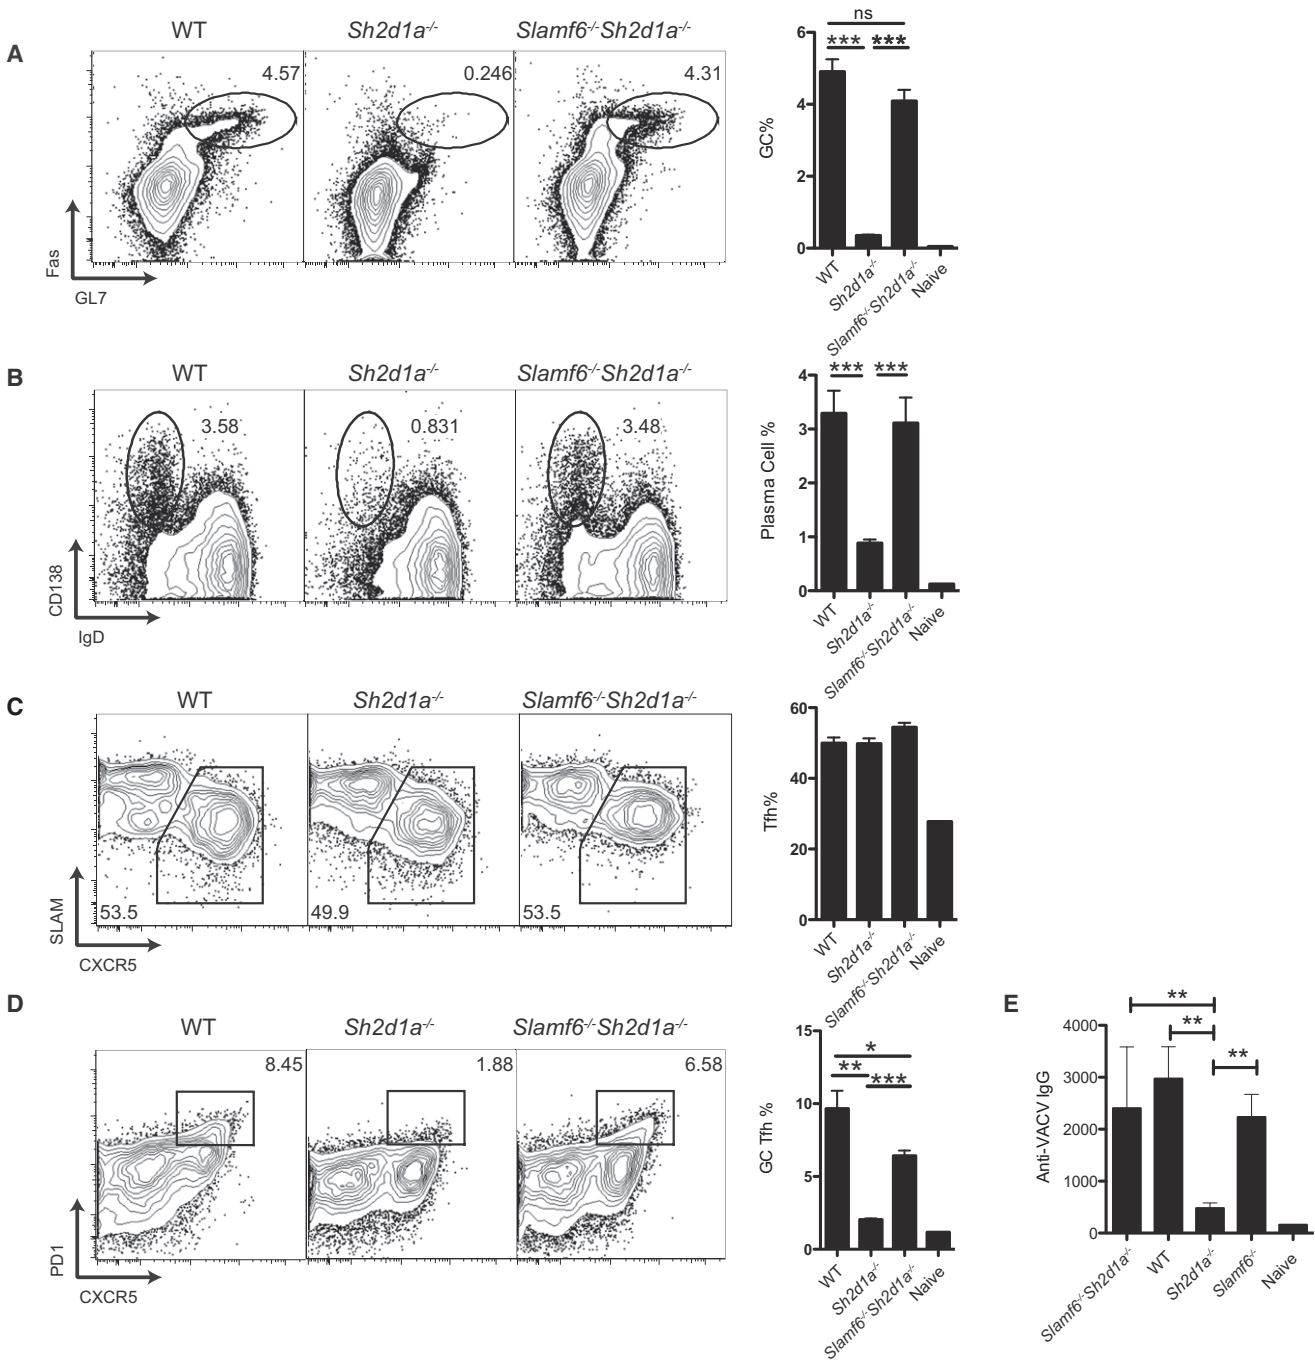 A
WT
Sh2d1a-/-
Slamf6-/-Sh2d1a-/-
4.57
0.246
4.31
Fas
GL7
ns
*** ***
GC%
6
4
2
0
WT
Sh2d1a-/-
Slamf6-/-Sh2d1a-/-
Naive
B
WT
Sh2d1a-/-
Slamf6-/-Sh2d1a-/-
3.58
0.831
3.48
CD138
IgD
*** ***
Plasma Cell %
4
3
2
1
0
WT
Sh2d1a-/-
Slamf6-/-Sh2d1a-/-
Naive
C
WT
Sh2d1a-/-
Slamf6-/-Sh2d1a-/-
53.5
49.9
53.5
SLAM
CXCR5
Tfh%
60
40
20
0
WT
Sh2d1a-/-
Slamf6-/-Sh2d1a-/-
Naive
D
WT
Sh2d1a-/-
Slamf6-/-Sh2d1a-/-
8.45
1.88
6.58
PD1
CXCR5
*
**
***
GC Tfh %
15
10
5
0
WT
Sh2d1a-/-
Slamf6-/-Sh2d1a-/-
Naive
E
**
**
**
Anti-VACV IgG
4000
3000
2000
1000
0
Slamf6-/-Sh2d1a-/-
WT
Sh2d1a-/-
Slamf6-/-
Naive